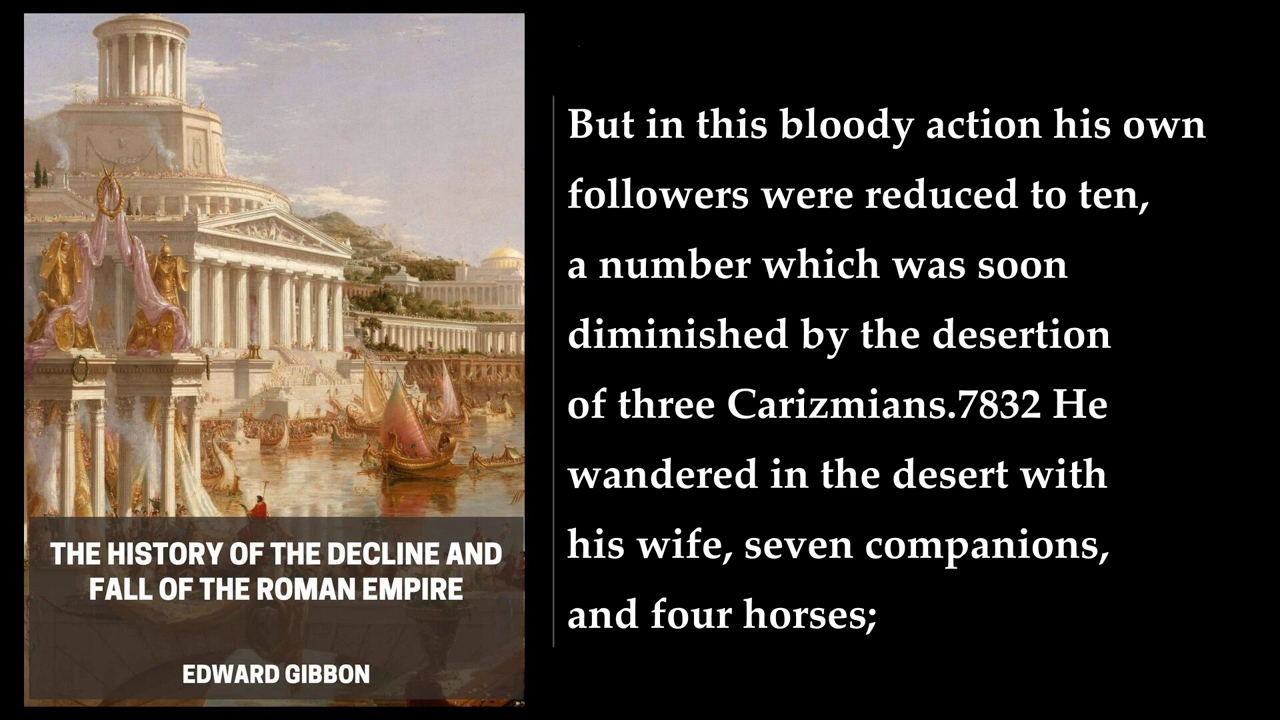 THE HISTORY OF THE DECLINE AND
FALL OF THE ROMAN EMPIRE
EDWARD GIBBON
But in this bloody action his own
followers were reduced to ten,
a number which was soon
diminished by the desertion
of three Carizmians.7832 He
wandered in the desert with
his wife, seven companions,
and four horses;